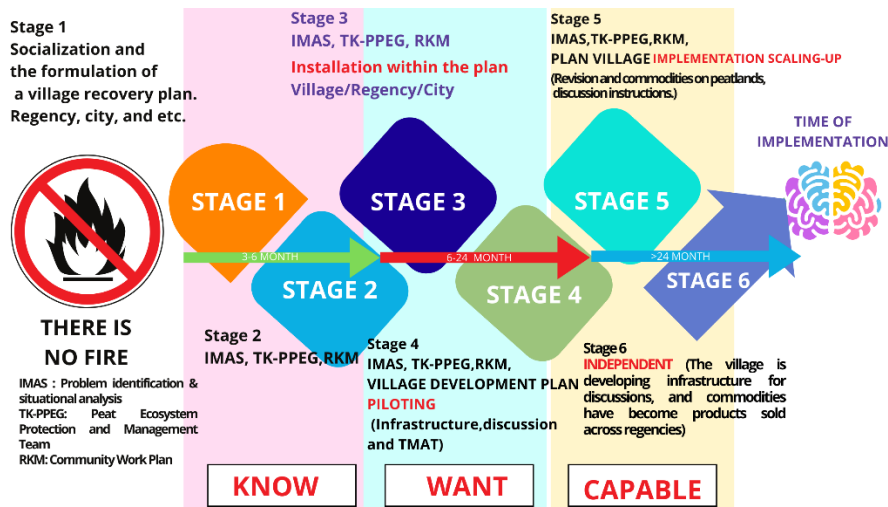 Stage 1
Socialization and
the formulation of
a village recovery plan.
Regency, city, and etc.
Stage 3
IMAS, TK-PPEG, RKM
Installation within the plan
Village/Regency/City
Stage 5
IMAS,TK-PPEG,RKM,
PLAN VILLAGE IMPLEMENTATION SCALING-UP
(Revision and commodities on peatlands,
discussion instructions.)
TIME OF
IMPLEMENTATION
STAGE 1
STAGE 3
STAGE 5
3-6 MONTH
6-24 MONTH
>24 MONTH
STAGE 2
STAGE 4
STAGE 6
THERE IS
NO FIRE
IMAS : Problem identification &
situational analysis
TK-PPEG: Peat Ecosystem
Protection and Management
Team
RKM: Community Work Plan
Stage 2
IMAS, TK-PPEG,RKM
Stage 4
IMAS, TK-PPEG,RKM,
VILLAGE DEVELOPMENT PLAN
PILOTING
(Infrastructure,discussion
and TMAT)
Stage 6
INDEPENDENT (The village is
developing infrastructure for
discussions, and commodities
have become products sold
across regencies)
KNOW
WANT
CAPABLE